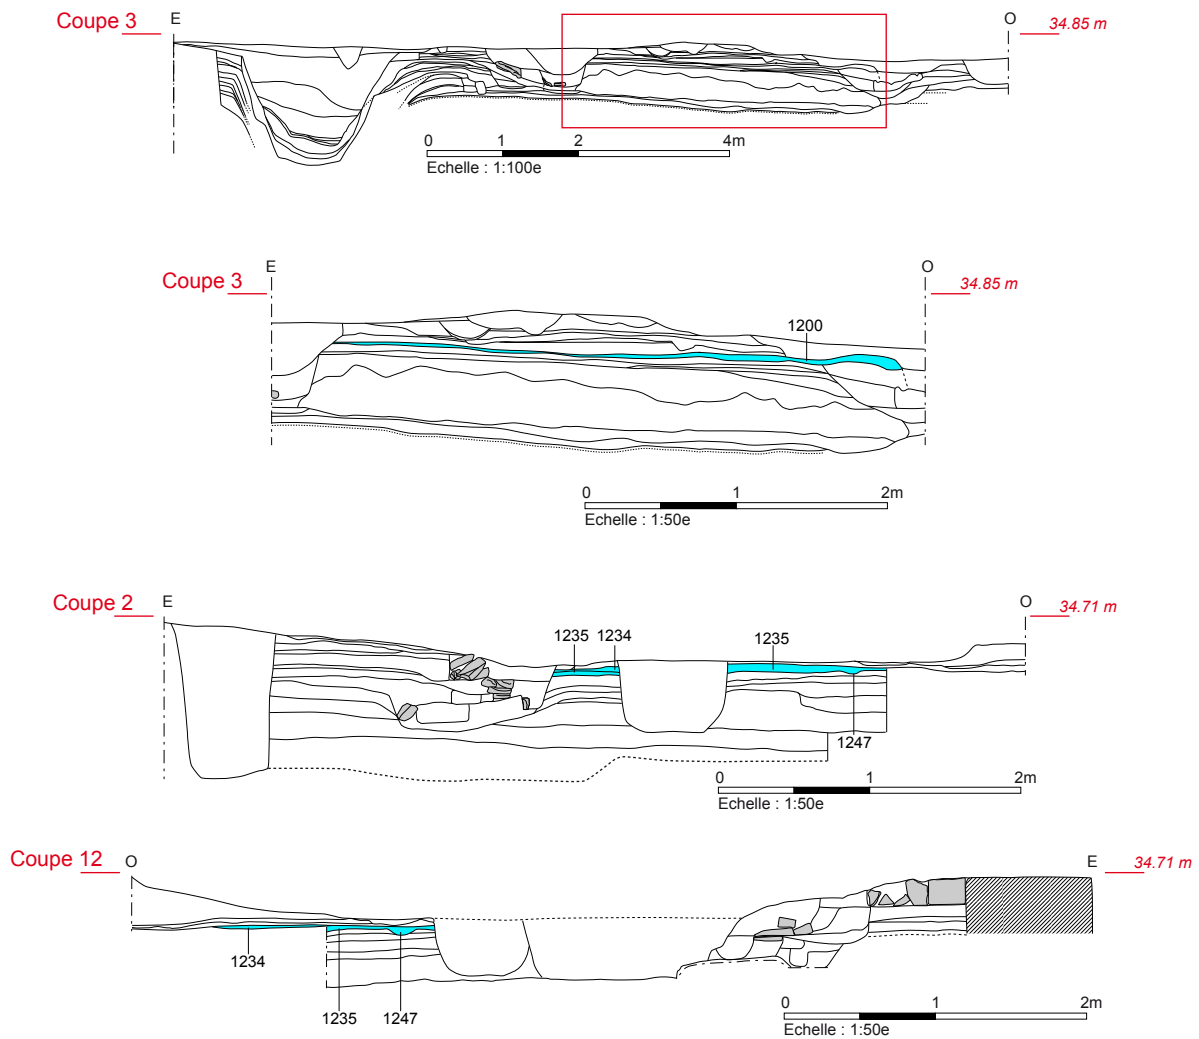 Coupe 3
E
O
34.85 m
0 1 2 4m
Echelle : 1:100e
Coupe 3
E
O
34.85 m
1200
0 1 2m
Echelle : 1:50e
Coupe 2
E
O
34.71 m
1235 1234 1235
1247
0 1 2m
Echelle : 1:50e
Coupe 12
O
E
34.71 m
1234
1235 1247
0 1 2m
Echelle : 1:50e